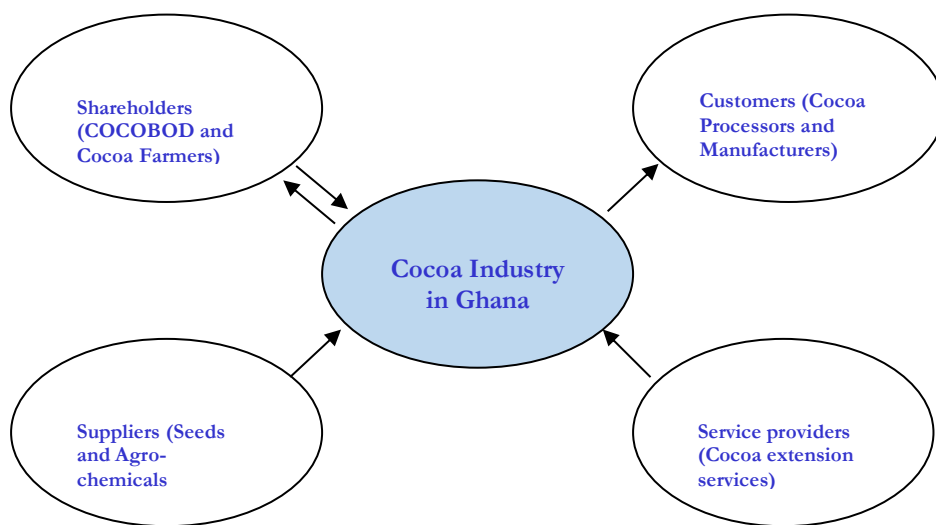 Shareholders
(COCOBOD and
Cocoa Farmers)
Customers (Cocoa
Processors and
Manufacturers)
Cocoa Industry
in Ghana
Suppliers (Seeds
and Agro-
chemicals
Service providers
(Cocoa extension
services)